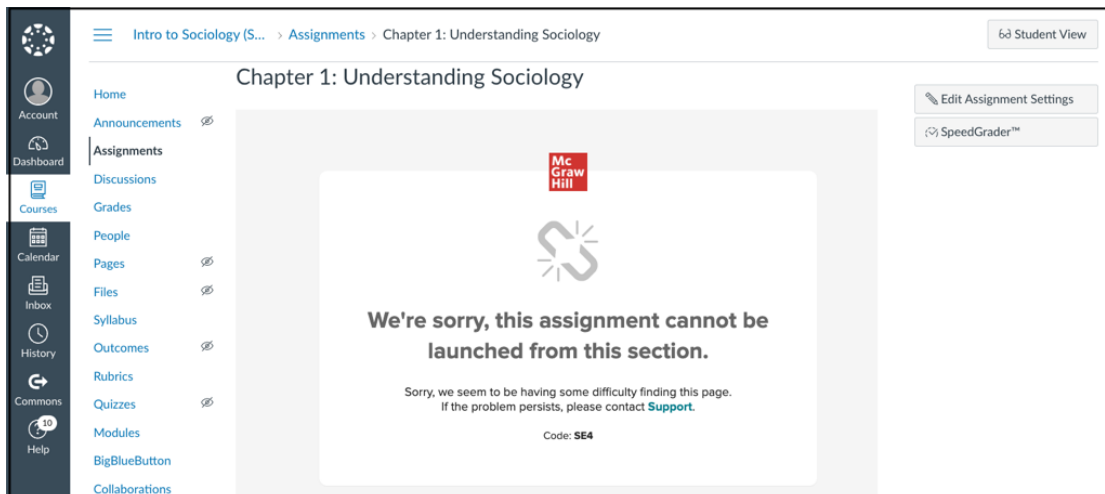 Intro to Sociology (S... > Assignments > Chapter 1: Understanding Sociology
Student View
Account
Dashboard
Courses
Calendar
Inbox
History
Commons
10
Help
Home
Announcements
Assignments
Discussions
Grades
People
Pages
Files
Syllabus
Outcomes
Rubrics
Quizzes
Modules
BigBlueButton
Collaborations
Chapter 1: Understanding Sociology
Mc
Graw
Hill
We're sorry, this assignment cannot be
launched from this section.
Sorry, we seem to be having some difficulty finding this page.
If the problem persists, please contact Support.
Code: SE4
Edit Assignment Settings
SpeedGrader™